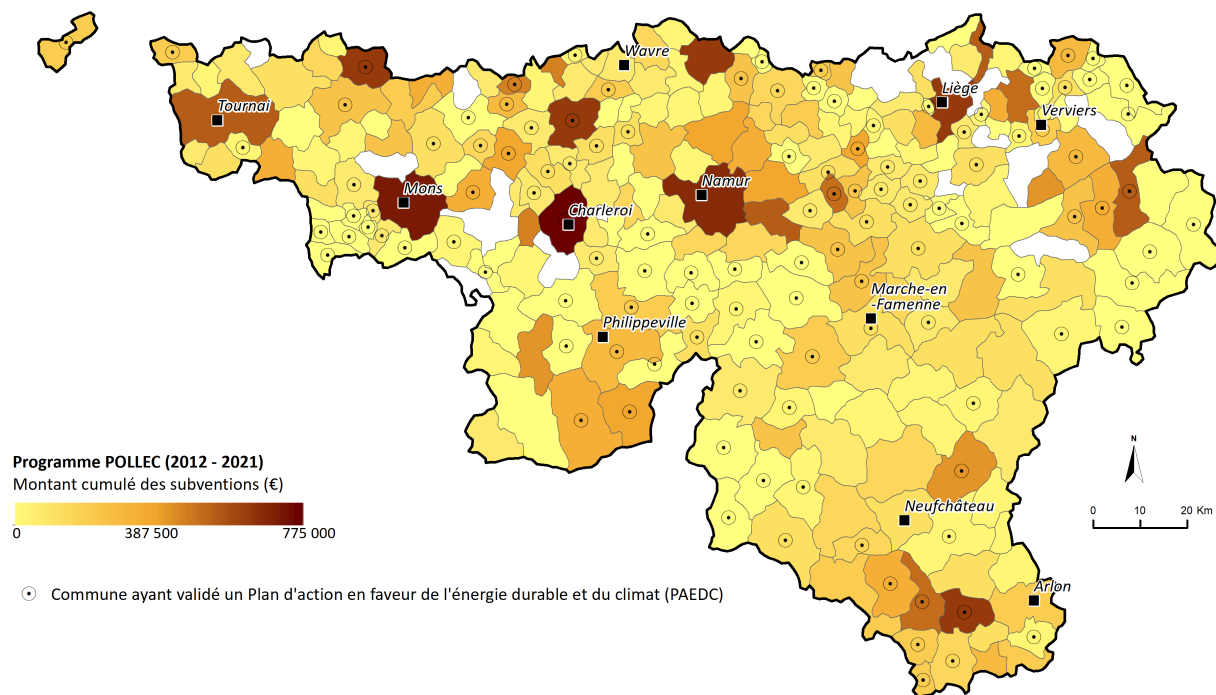 Wavre
Tournai
Liège
Verviers
Mons
Namur
Charleroi
Marche-en
-Famenne
Philippeville
Programme POLLEC (2012 - 2021)
Montant cumulé des subventions (€)
0 387 500 775 000
N
Neufchâteau
0 10 20 Km
Arlon
Commune ayant validé un Plan d'action en faveur de l'énergie durable et du climat (PAEDC)